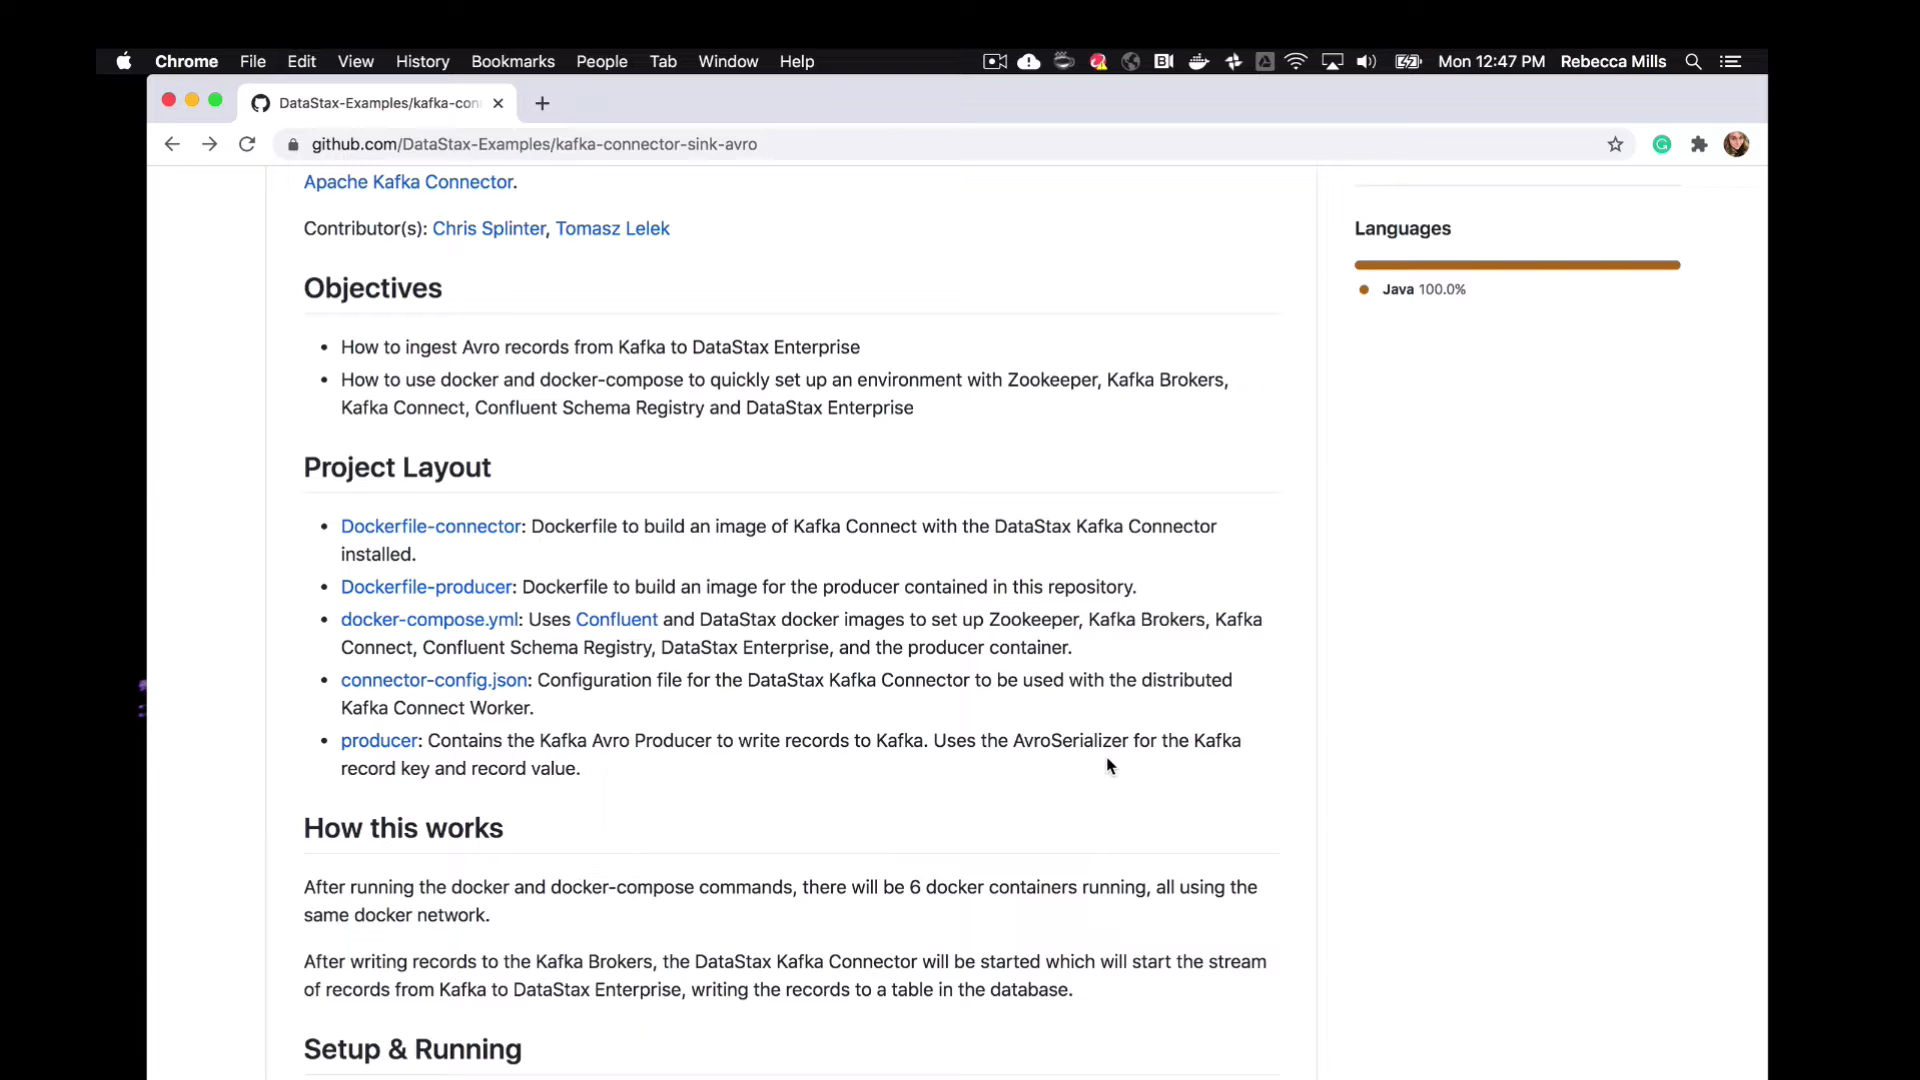 Chrome File Edit View History Bookmarks People Tab Window Help Mon 12:47 PM Rebecca Mills
DataStax-Examples/kafka-con
github.com/DataStax-Examples/kafka-connector-sink-avro
Apache Kafka Connector.
Contributor(s): Chris Splinter, Tomasz Lelek
Objectives
• How to ingest Avro records from Kafka to DataStax Enterprise
• How to use docker and docker-compose to quickly set up an environment with Zookeeper, Kafka Brokers,
Kafka Connect, Confluent Schema Registry and DataStax Enterprise
Project Layout
• Dockerfile-connector: Dockerfile to build an image of Kafka Connect with the DataStax Kafka Connector
installed.
• Dockerfile-producer: Dockerfile to build an image for the producer contained in this repository.
• docker-compose.yml: Uses Confluent and DataStax docker images to set up Zookeeper, Kafka Brokers, Kafka
Connect, Confluent Schema Registry, DataStax Enterprise, and the producer container.
• connector-config.json: Configuration file for the DataStax Kafka Connector to be used with the distributed
Kafka Connect Worker.
• producer: Contains the Kafka Avro Producer to write records to Kafka. Uses the AvroSerializer for the Kafka
record key and record value.
How this works
After running the docker and docker-compose commands, there will be 6 docker containers running, all using the
same docker network.
After writing records to the Kafka Brokers, the DataStax Kafka Connector will be started which will start the stream
of records from Kafka to DataStax Enterprise, writing the records to a table in the database.
Setup & Running
Languages
Java 100.0%